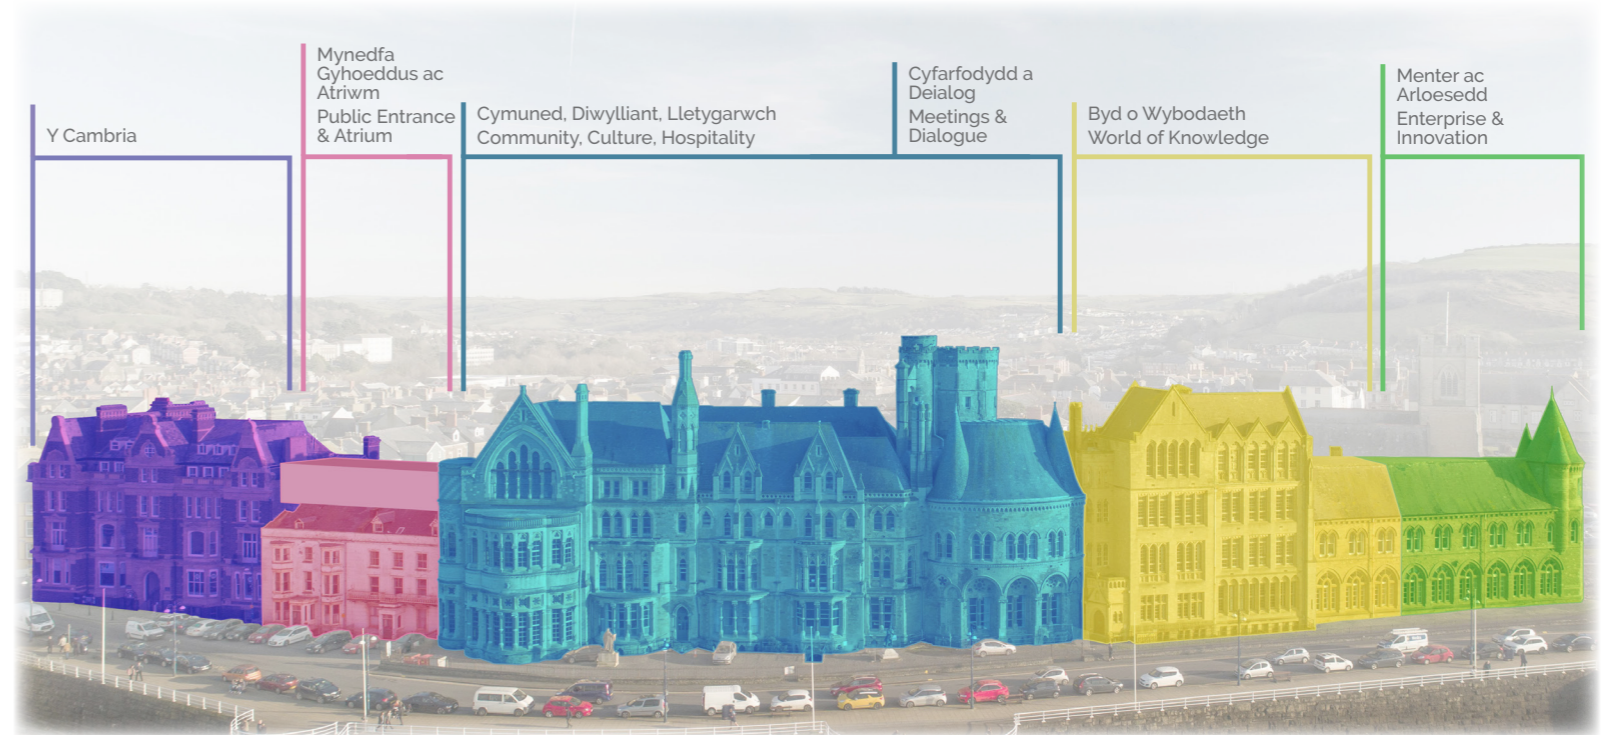 Y Cambria
Mynedfa
Gyhoeddus ac
Atriwm
Public Entrance
& Atrium
Cymuned, Diwylliant, Lletygarwch
Community, Culture, Hospitality
Cyfarfodydd a
Deialog
Meetings &
Dialogue
Byd o Wybodaeth
World of Knowledge
Menter ac
Arloesedd
Enterprise &
Innovation